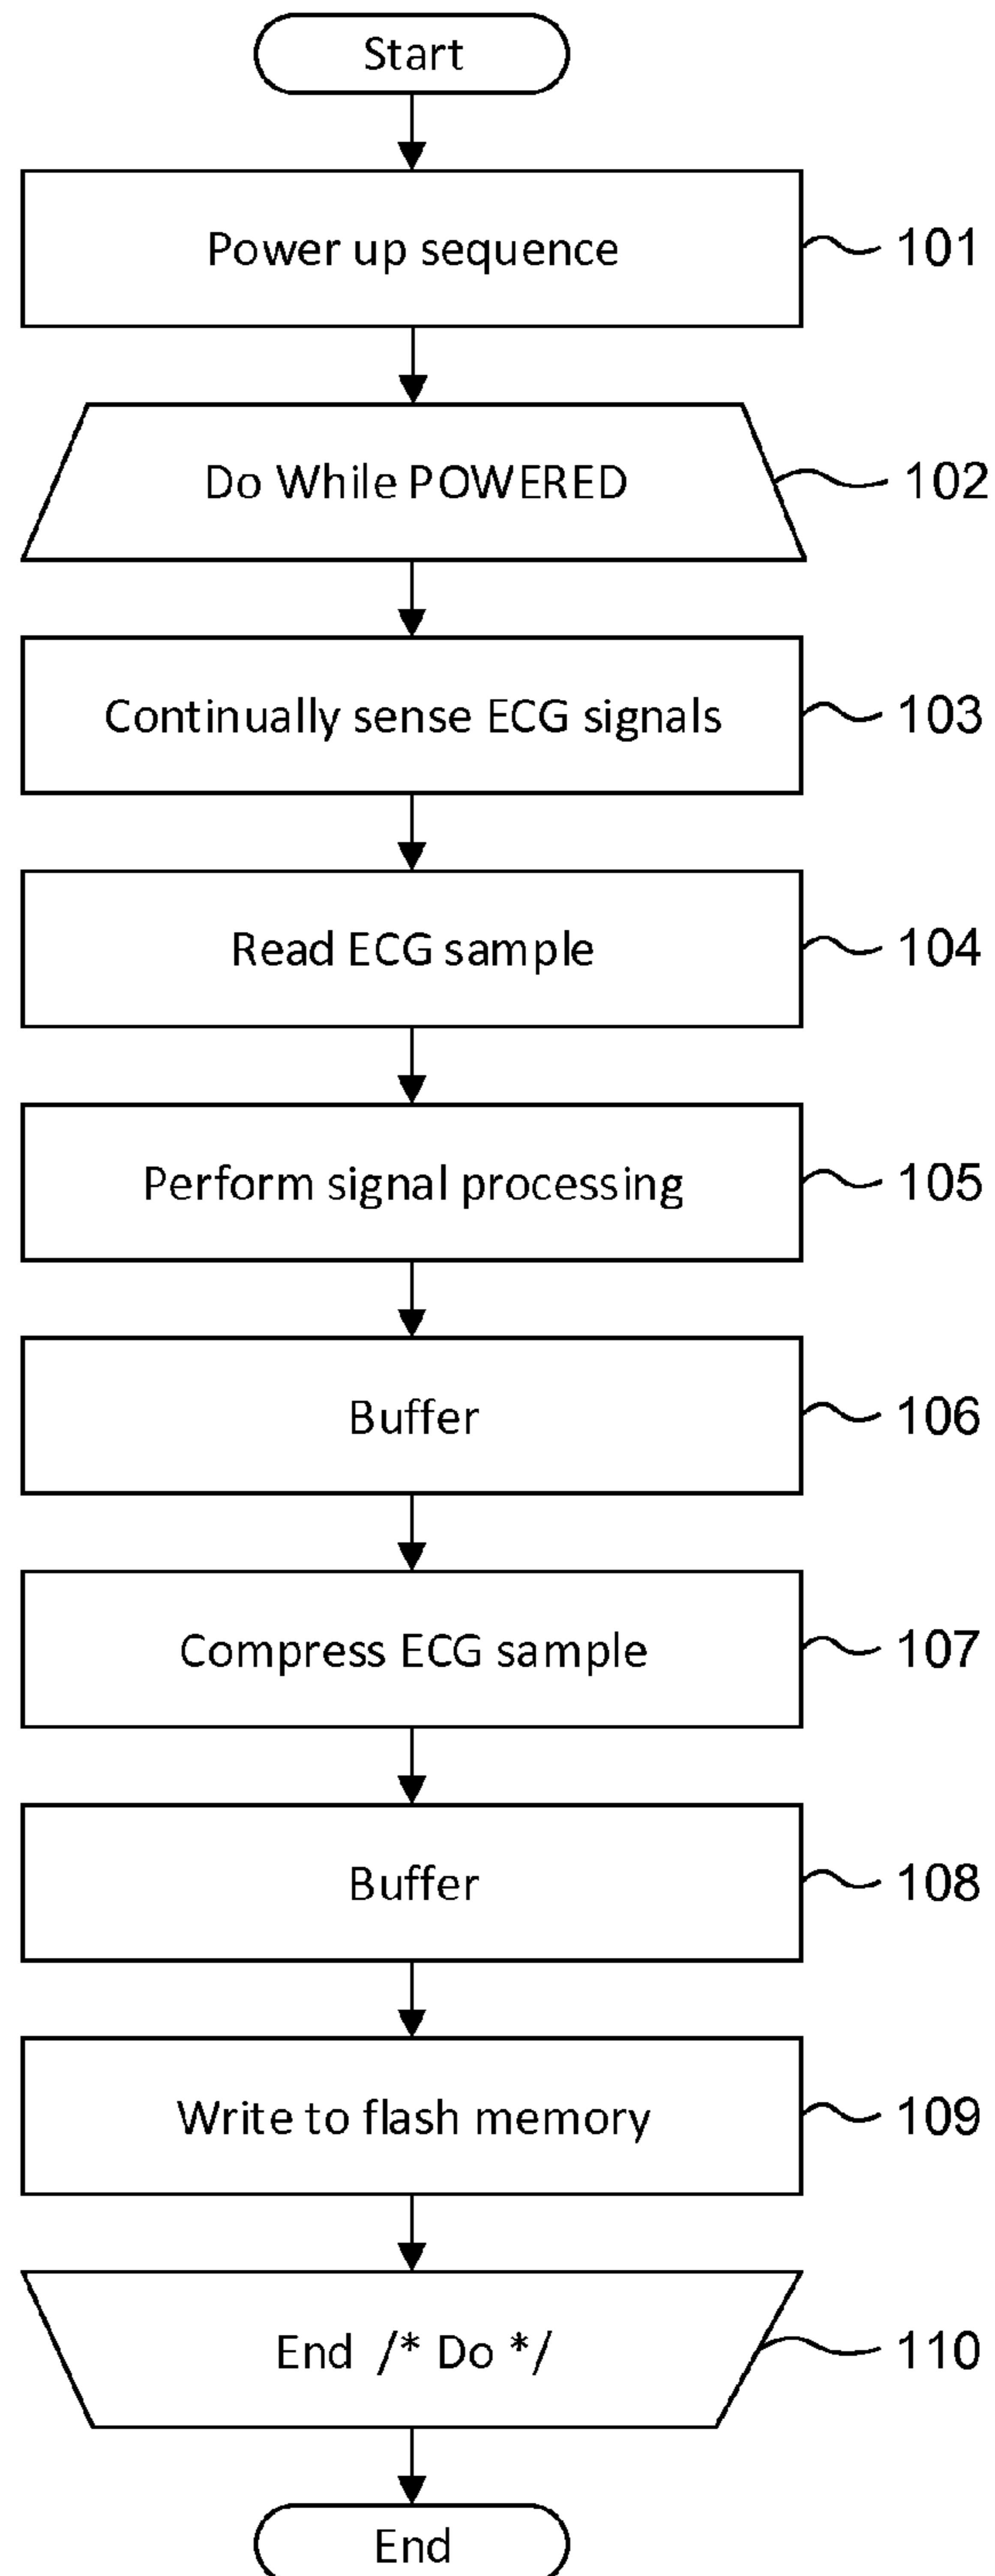 Start
Power up sequence 101
Do While POWERED 102
Continually sense ECG signals 103
Read ECG sample 104
Perform signal processing 105
Buffer 106
Compress ECG sample 107
Buffer 108
Write to flash memory 109
End /* Do */ 110
End